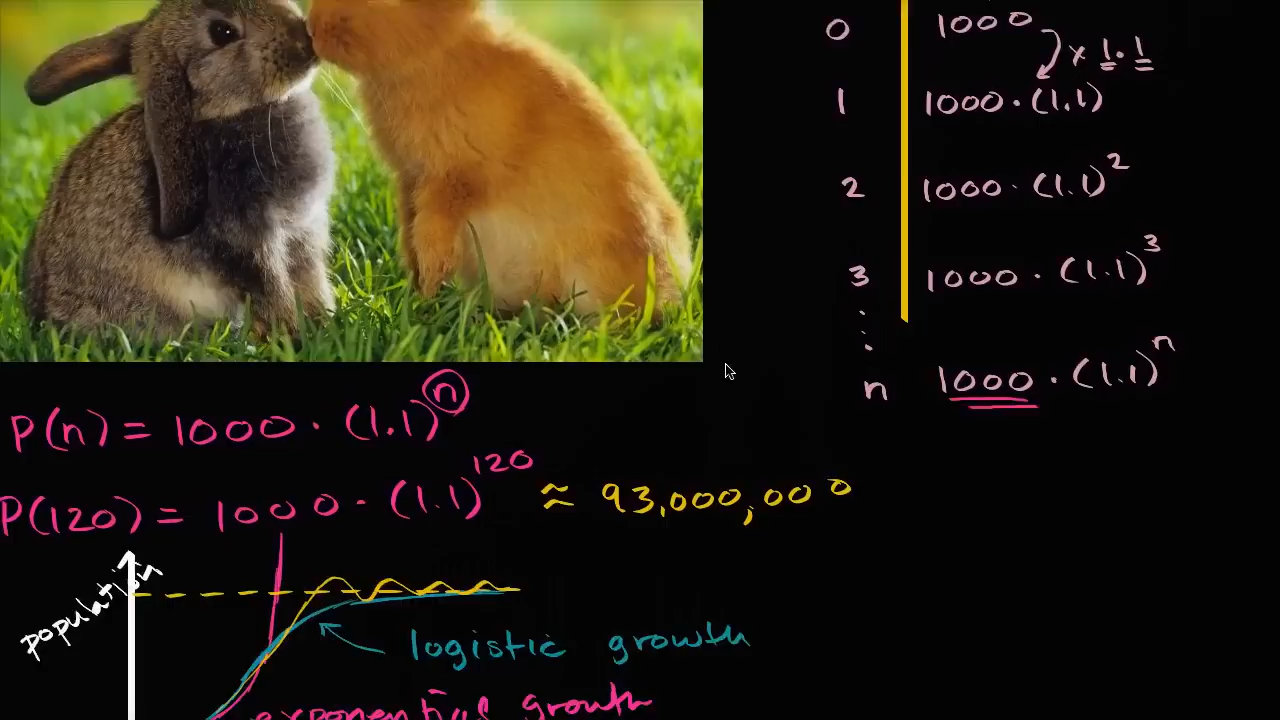 0 1000
× 1.1
1 1000·(1.1)
2 1000·(1.1)²
3 1000·(1.1)³
⋮
n 1000·(1.1)ⁿ
P(n) = 1000·(1.1)ⁿ
P(120) = 1000·(1.1)¹²⁰ ≈ 93,000,000
population
logistic growth
exponential growth